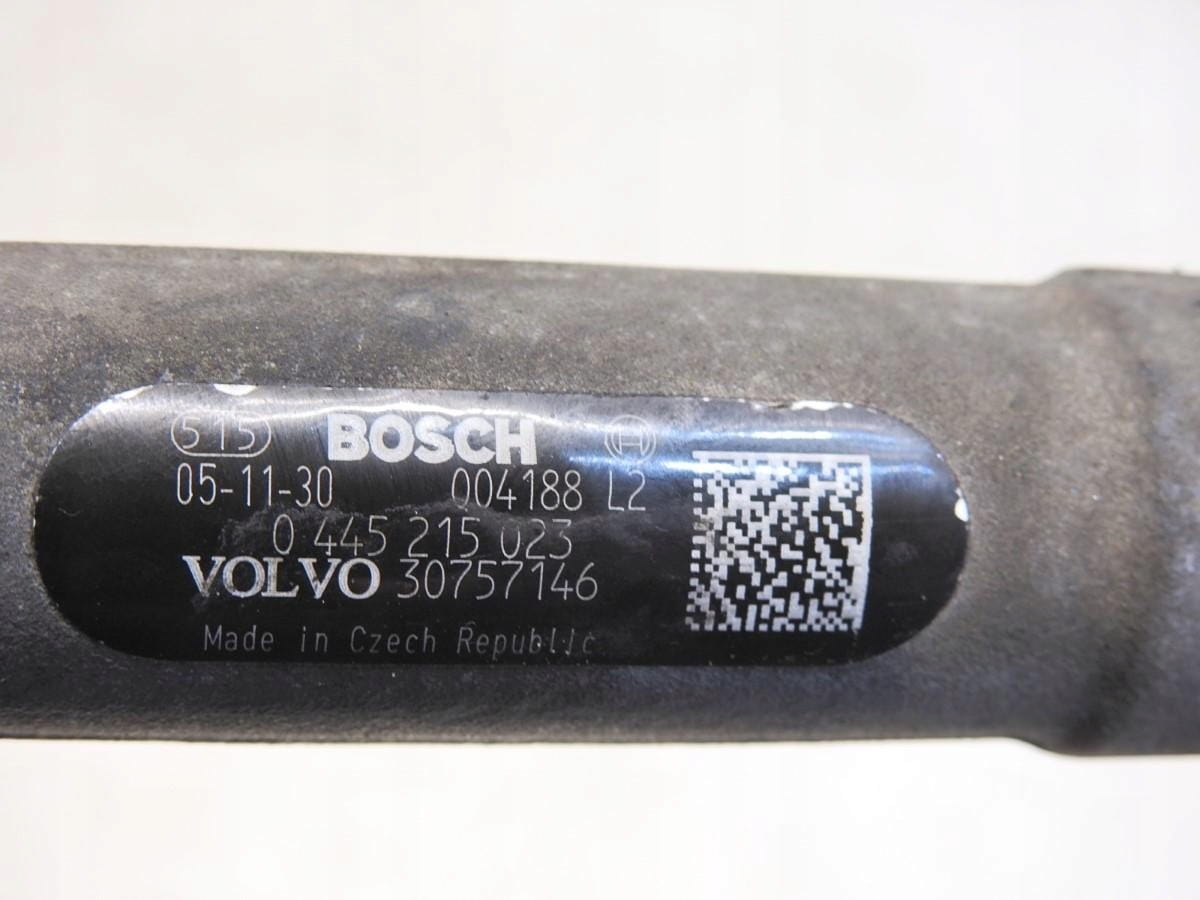 515 BOSCH
05-11-30 004188 L2
0 445 215 023
VOLVO 30757146
Made in Czech Republic